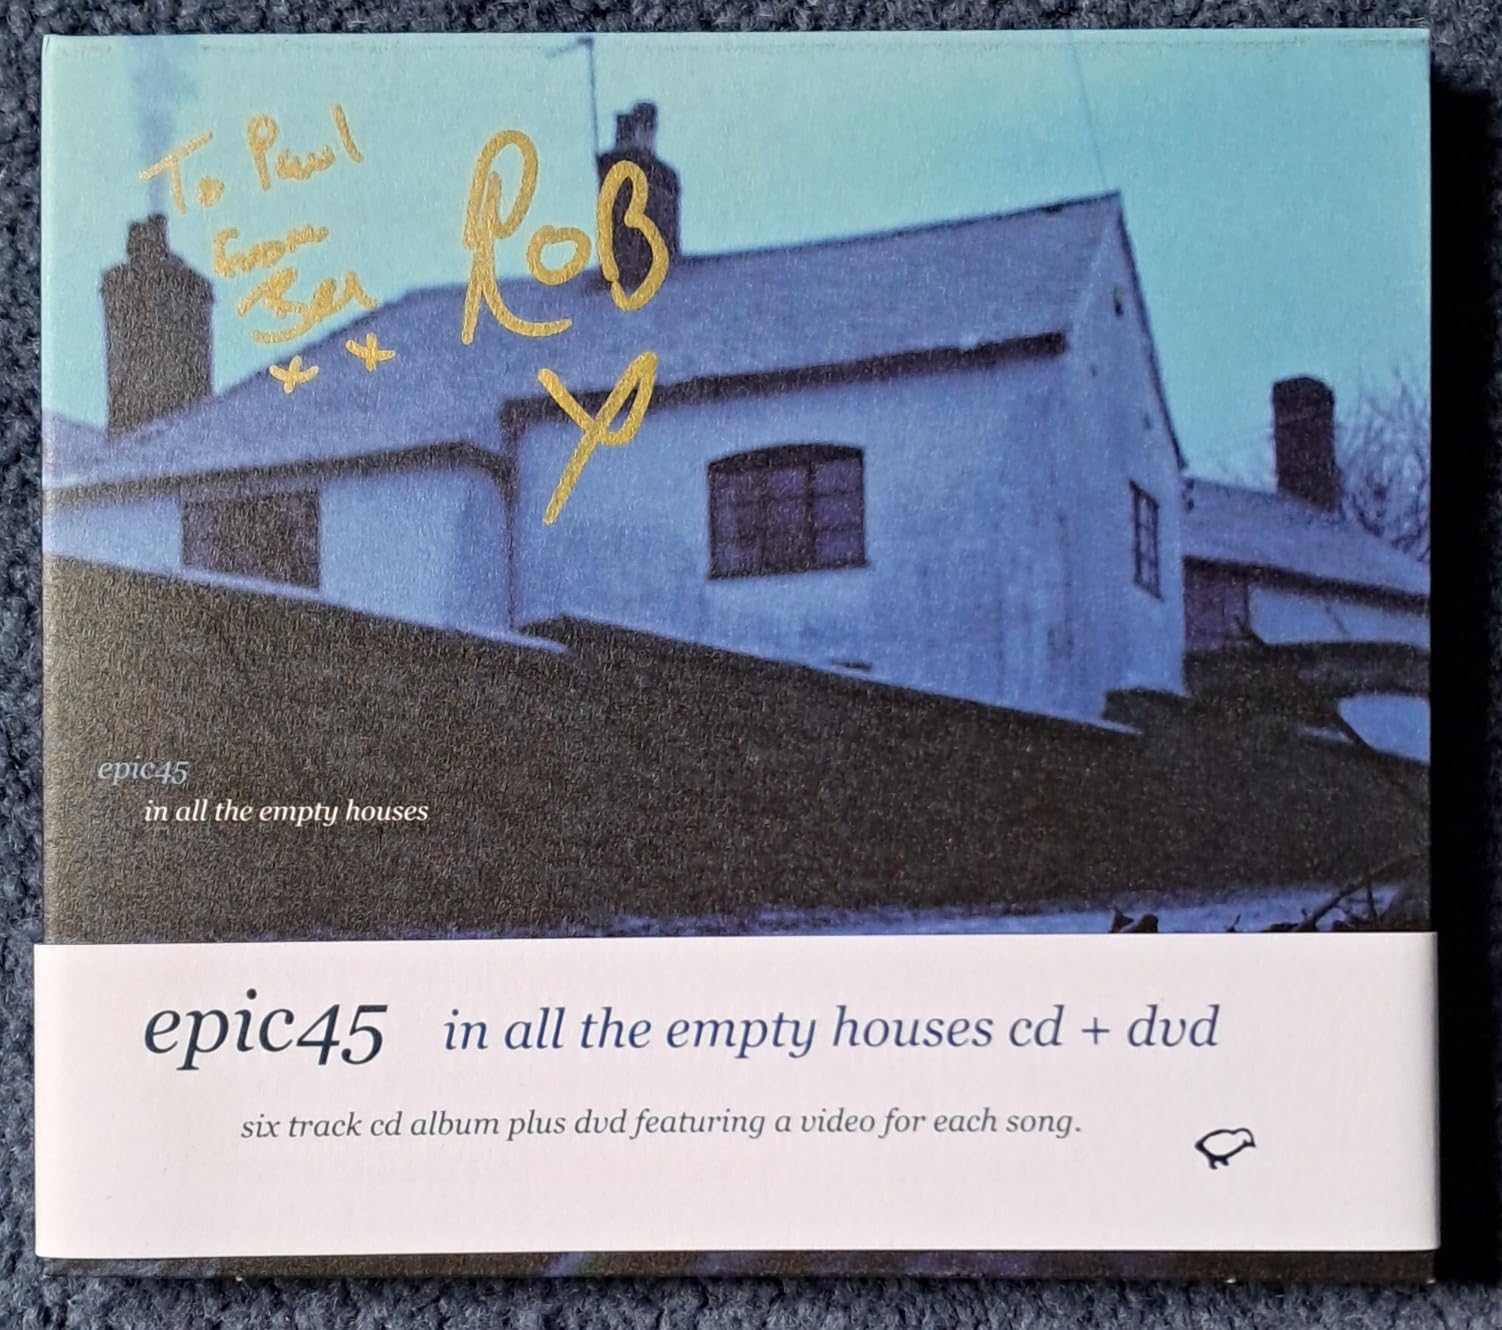 To Paul
From
Ben
x x
RoB
X
epic45
in all the empty houses
epic45 in all the empty houses cd + dvd
six track cd album plus dvd featuring a video for each song.